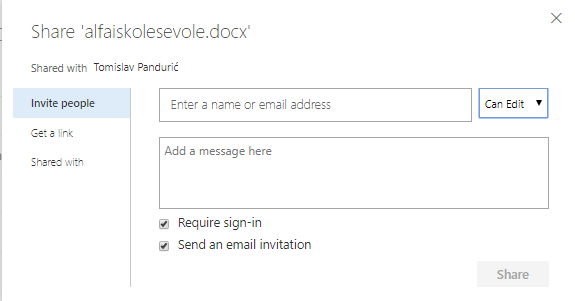 Share 'alfaiskolesevole.docx'
Shared with Tomislav Pandurić
Invite people
Get a link
Shared with
Enter a name or email address
Can Edit
Add a message here
Require sign-in
Send an email invitation
Share